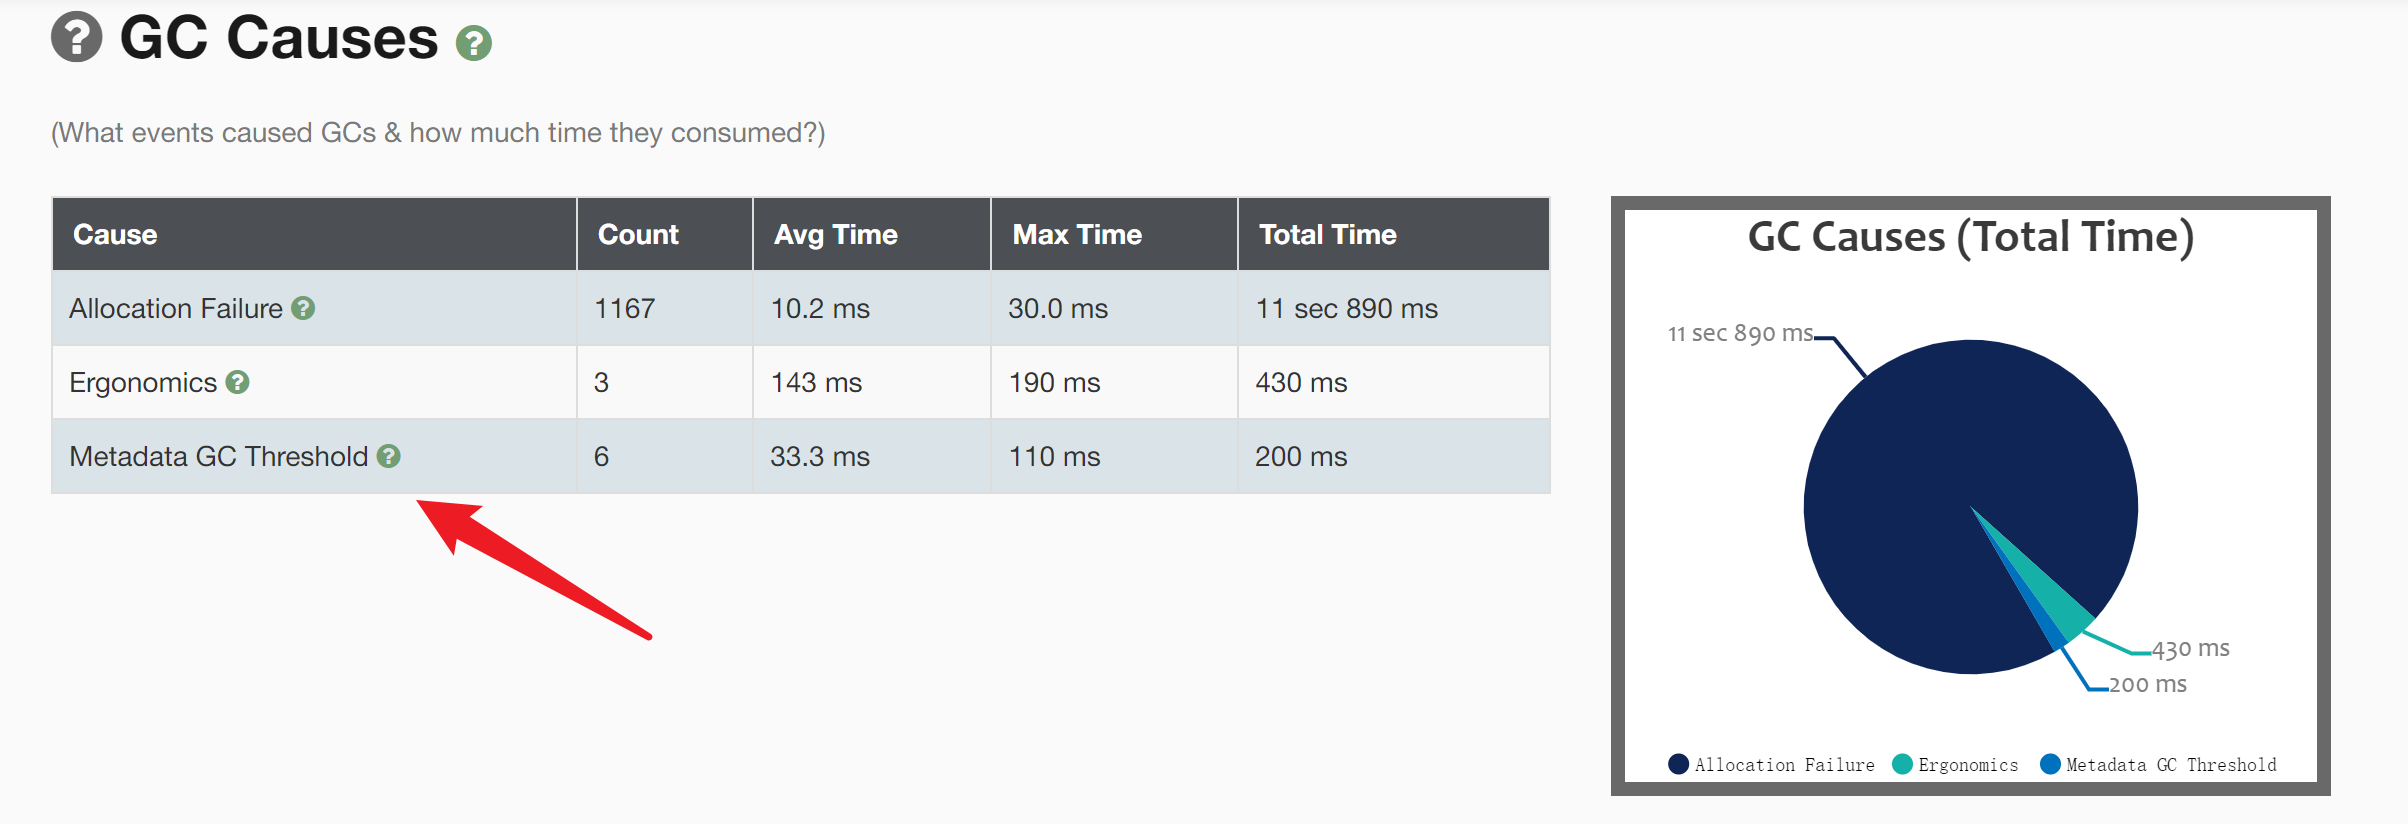 GC Causes
(What events caused GCs & how much time they consumed?)
Cause Count Avg Time Max Time Total Time
Allocation Failure 1167 10.2 ms 30.0 ms 11 sec 890 ms
Ergonomics 3 143 ms 190 ms 430 ms
Metadata GC Threshold 6 33.3 ms 110 ms 200 ms
GC Causes (Total Time)
11 sec 890 ms
430 ms
200 ms
Allocation Failure Ergonomics Metadata GC Threshold